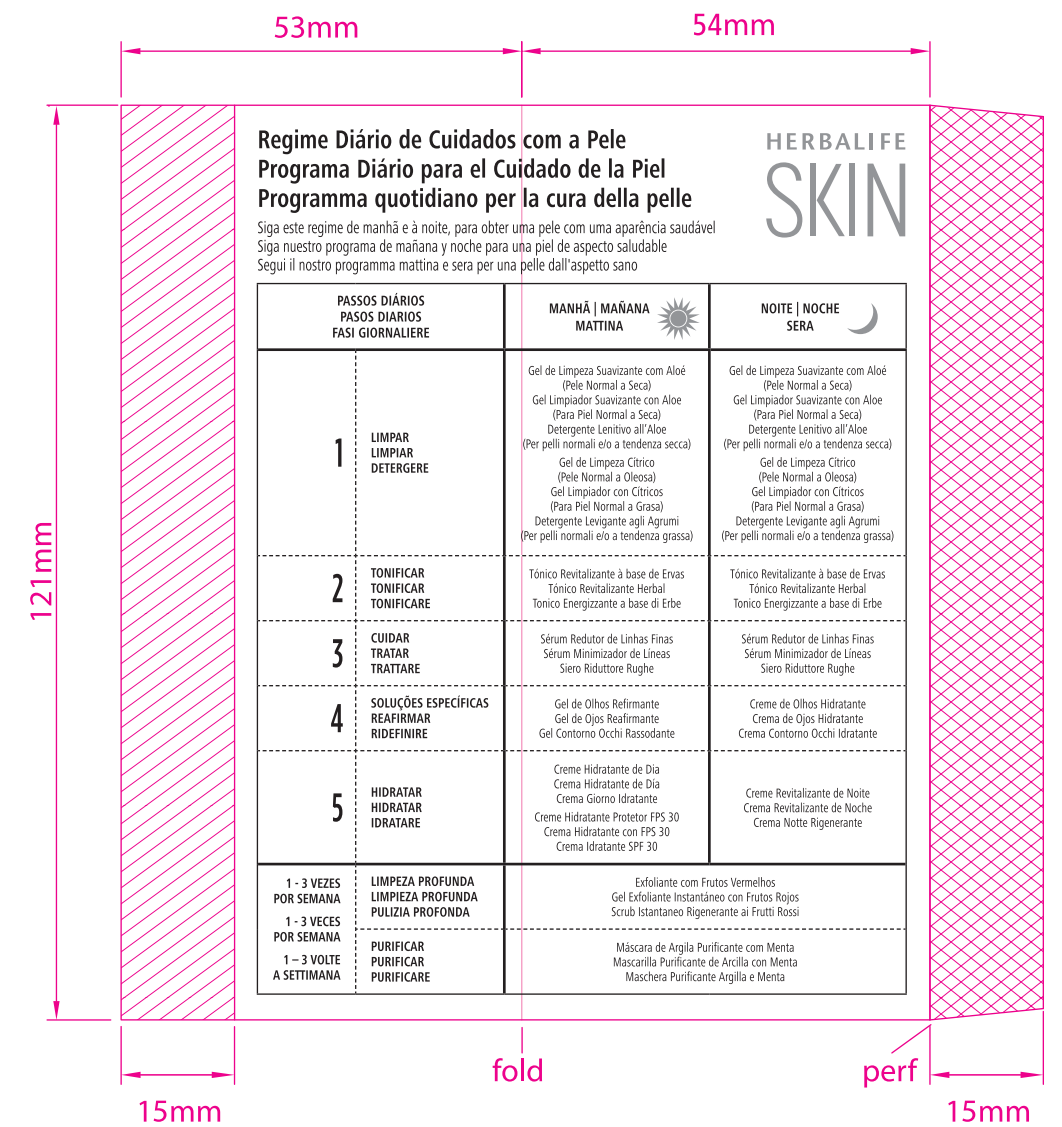 53mm
54mm
Regime Diário de Cuidados com a Pele
Programa Diário para el Cuidado de la Piel
Programma quotidiano per la cura della pelle
HERBALIFE
SKIN
Siga este regime de manhã e à noite, para obter uma pele com uma aparência saudável
Siga nuestro programa de mañana y noche para una piel de aspecto saludable
Segui il nostro programma mattina e sera per una pelle dall'aspetto sano
PASSOS DIÁRIOS
PASOS DIARIOS
FASI GIORNALIERE
MANHÃ | MAÑANA
MATTINA
NOITE | NOCHE
SERA
1
LIMPAR
LIMPIAR
DETERGERE
Gel de Limpeza Suavizante com Aloé
(Pele Normal a Seca)
Gel Limpiador Suavizante con Aloe
(Para Piel Normal a Seca)
Detergente Lenitivo all’Aloe
(Per pelli normali e/o a tendenza secca)
Gel de Limpeza Cítrico
(Pele Normal a Oleosa)
Gel Limpiador con Cítricos
(Para Piel Normal a Grasa)
Detergente Levigante agli Agrumi
(Per pelli normali e/o a tendenza grassa)
Gel de Limpeza Suavizante com Aloé
(Pele Normal a Seca)
Gel Limpiador Suavizante con Aloe
(Para Piel Normal a Seca)
Detergente Lenitivo all’Aloe
(Per pelli normali e/o a tendenza secca)
Gel de Limpeza Cítrico
(Pele Normal a Oleosa)
Gel Limpiador con Cítricos
(Para Piel Normal a Grasa)
Detergente Levigante agli Agrumi
(Per pelli normali e/o a tendenza grassa)
2
TONIFICAR
TONIFICAR
TONIFICARE
Tónico Revitalizante à base de Ervas
Tónico Revitalizante Herbal
Tonico Energizzante a base di Erbe
Tónico Revitalizante à base de Ervas
Tónico Revitalizante Herbal
Tonico Energizzante a base di Erbe
3
CUIDAR
TRATAR
TRATTARE
Sérum Redutor de Linhas Finas
Sérum Minimizador de Líneas
Siero Riduttore Rughe
Sérum Redutor de Linhas Finas
Sérum Minimizador de Líneas
Siero Riduttore Rughe
4
SOLUÇÕES ESPECÍFICAS
REAFIRMAR
RIDEFINIRE
Gel de Olhos Refirmante
Gel de Ojos Reafirmante
Gel Contorno Occhi Rassodante
Creme de Olhos Hidratante
Crema de Ojos Hidratante
Crema Contorno Occhi Idratante
5
HIDRATAR
HIDRATAR
IDRATARE
Creme Hidratante de Dia
Crema Hidratante de Día
Crema Giorno Idratante
Creme Hidratante Protetor FPS 30
Crema Hidratante con FPS 30
Crema Idratante SPF 30
Creme Revitalizante de Noite
Crema Revitalizante de Noche
Crema Notte Rigenerante
1 - 3 VEZES
POR SEMANA
1 - 3 VECES
POR SEMANA
1 – 3 VOLTE
A SETTIMANA
LIMPEZA PROFUNDA
LIMPIEZA PROFUNDA
PULIZIA PROFONDA
Exfoliante com Frutos Vermelhos
Gel Exfoliante Instantáneo con Frutos Rojos
Scrub Istantaneo Rigenerante ai Frutti Rossi
PURIFICAR
PURIFICAR
PURIFICARE
Máscara de Argila Purificante com Menta
Mascarilla Purificante de Arcilla con Menta
Maschera Purificante Argilla e Menta
121mm
fold
perf
15mm
15mm